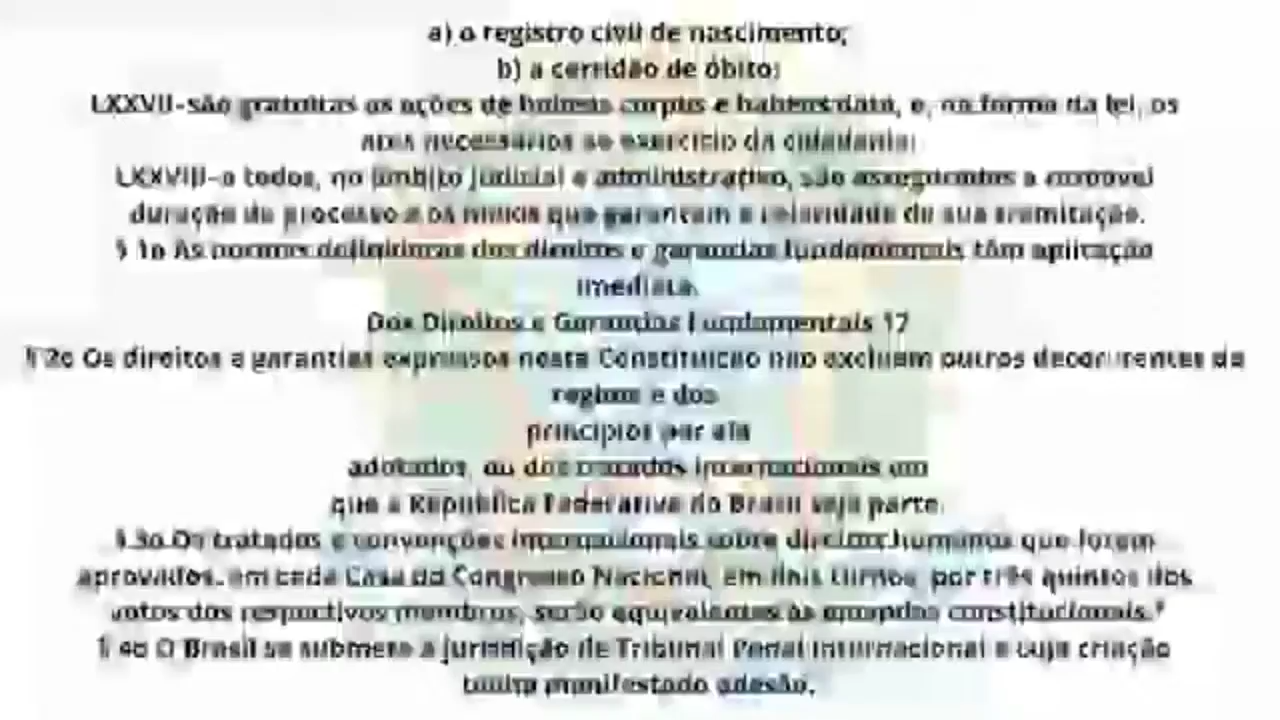 a) o registro civil de nascimento;
b) a certidão de óbito;
LXXVII-são gratuitas as ações de habeas corpus e habeas data, e, na forma da lei, os
atos necessários ao exercício da cidadania;
LXXVIII-a todos, no âmbito judicial e administrativo, são assegurados a razoável
duração do processo e os meios que garantam a celeridade de sua tramitação.
§ 1o As normas definidoras dos direitos e garantias fundamentais têm aplicação
imediata.
Dos Direitos e Garantias Fundamentais 17
§ 2o Os direitos e garantias expressos nesta Constituição não excluem outros decorrentes do
regime e dos
princípios por ela
adotados, ou dos tratados internacionais em
que a República Federativa do Brasil seja parte.
§ 3o Os tratados e convenções internacionais sobre direitos humanos que forem
aprovados, em cada Casa do Congresso Nacional, em dois turnos, por três quintos dos
votos dos respectivos membros, serão equivalentes às emendas constitucionais.
§ 4o O Brasil se submete à jurisdição de Tribunal Penal Internacional a cuja criação
tenha manifestado adesão.